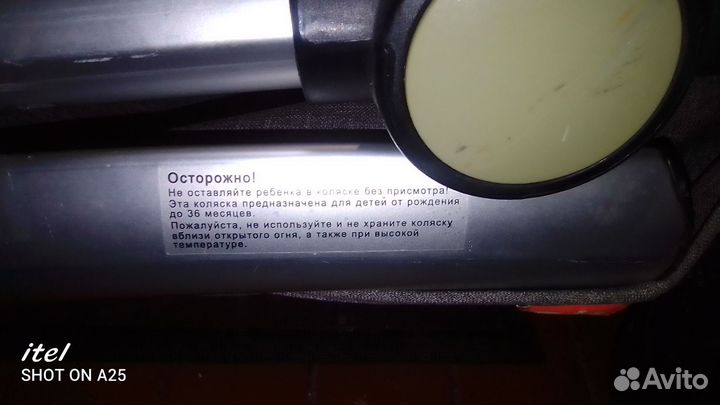 Осторожно!
Не оставляйте ребенка в коляске без присмотра!
Эта коляска предназначена для детей от рождения
до 36 месяцев.
Пожалуйста, не используйте и не храните коляску
вблизи открытого огня, а также при высокой
температуре.
itel
SHOT ON A25
Avito